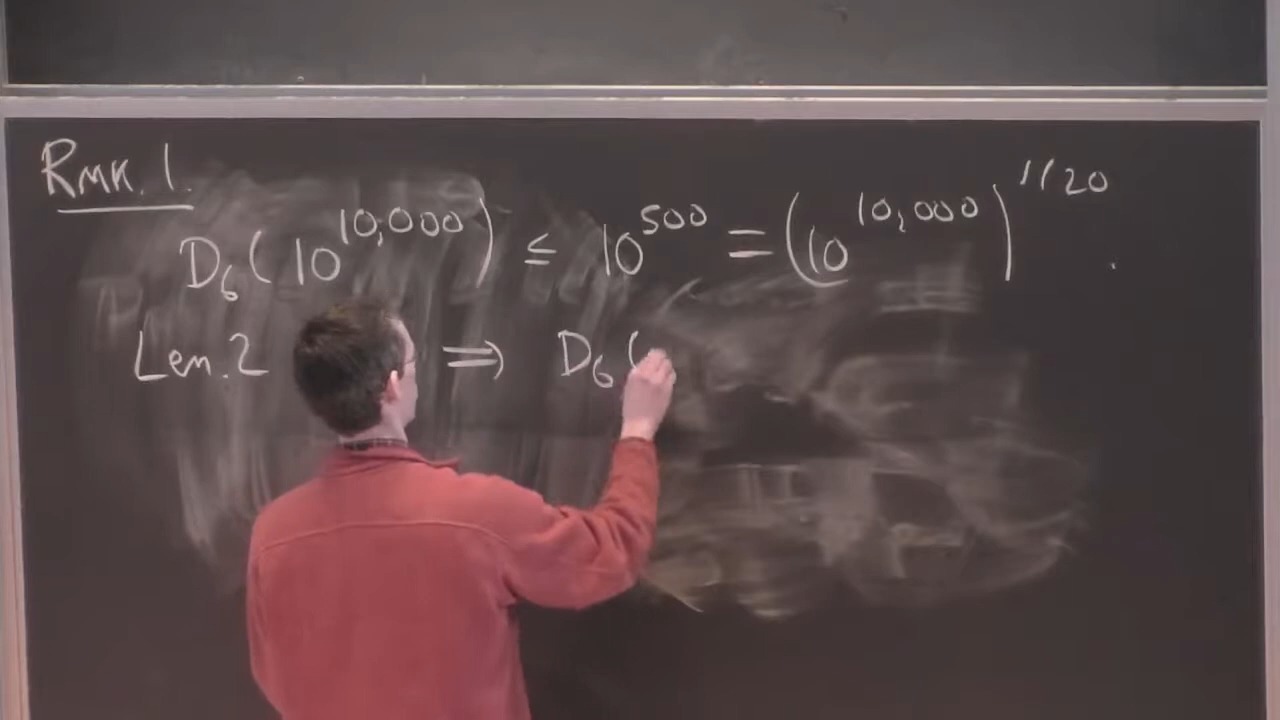 Rmk. 1.
D₆(10^10,000) ≤ 10^500 = (10^10,000)^1/20 .
Lem. 2 ⇒ D₆(